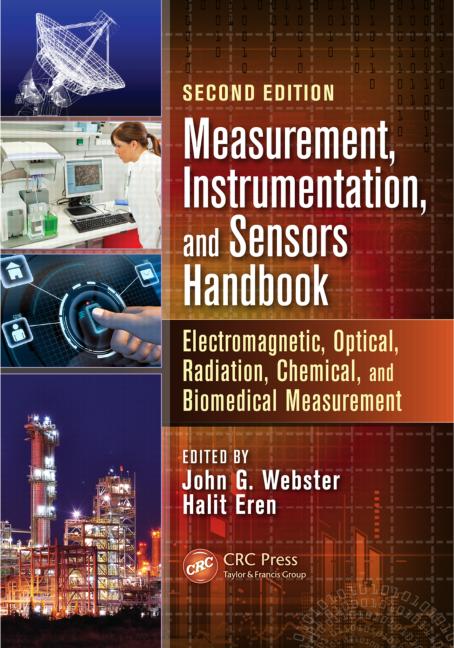 SECOND EDITION
Measurement,
Instrumentation,
and Sensors
Handbook
Electromagnetic, Optical,
Radiation, Chemical, and
Biomedical Measurement
EDITED BY
John G. Webster
Halit Eren
CRC
CRC Press
Taylor & Francis Group